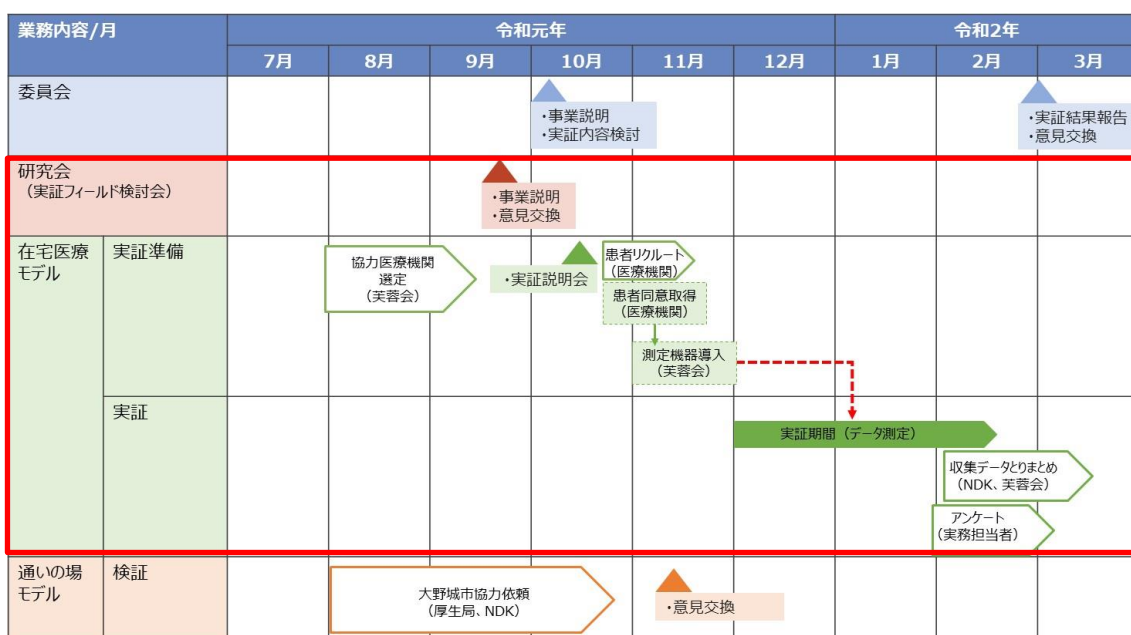 業務内容/月
令和元年
令和2年
7月
8月
9月
10月
11月
12月
1月
2月
3月
委員会
・事業説明
・実証内容検討
・実証結果報告
・意見交換
研究会
（実証フィールド検討会）
・事業説明
・意見交換
在宅医療
モデル
実証準備
協力医療機関
選定
（芙蓉会）
・実証説明会
患者リクルート
（医療機関）
患者同意取得
（医療機関）
測定機器導入
（芙蓉会）
実証
実証期間（データ測定）
収集データとりまとめ
（NDK、芙蓉会）
アンケート
（実務担当者）
通いの場
モデル
検証
大野城市協力依頼
（厚生局、NDK）
・意見交換